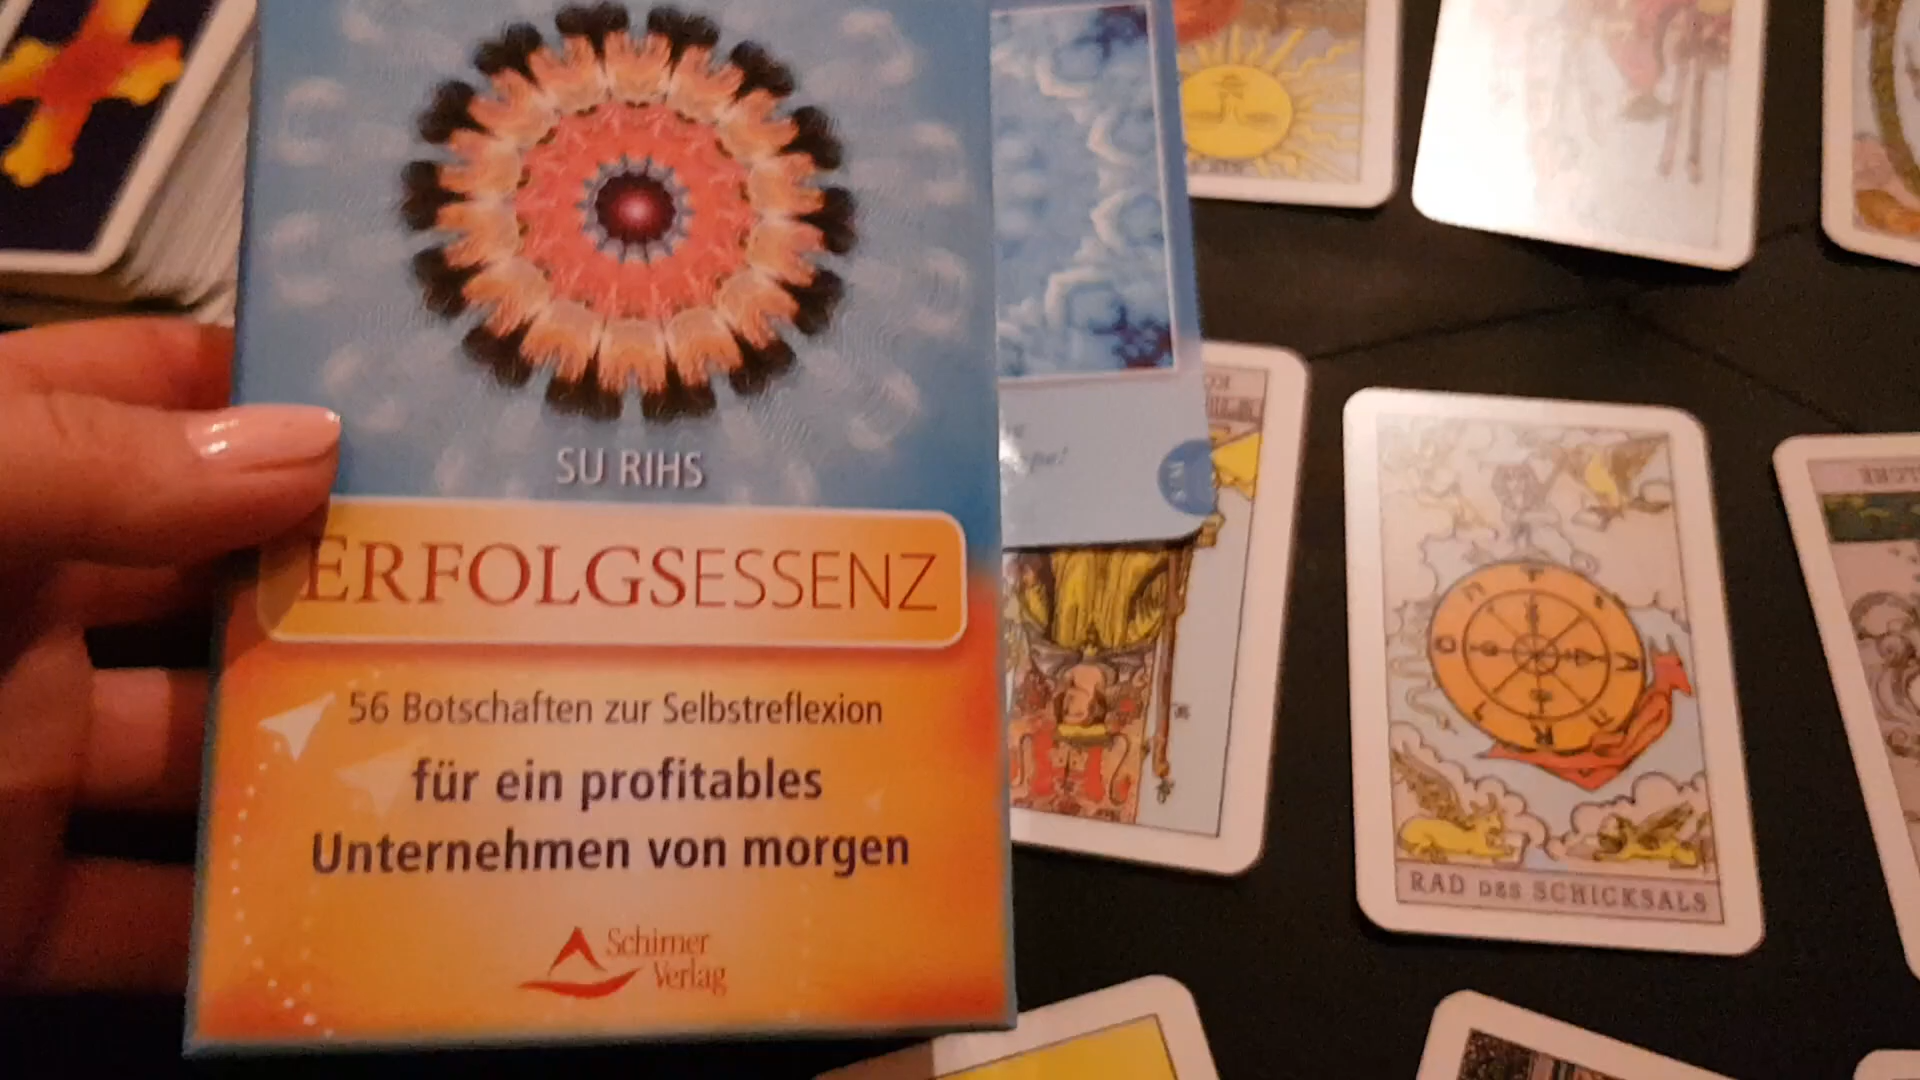 SU RIHS
ERFOLGSESSENZ
56 Botschaften zur Selbstreflexion
für ein profitables
Unternehmen von morgen
Schirner
Verlag
RAD DES SCHICKSALS